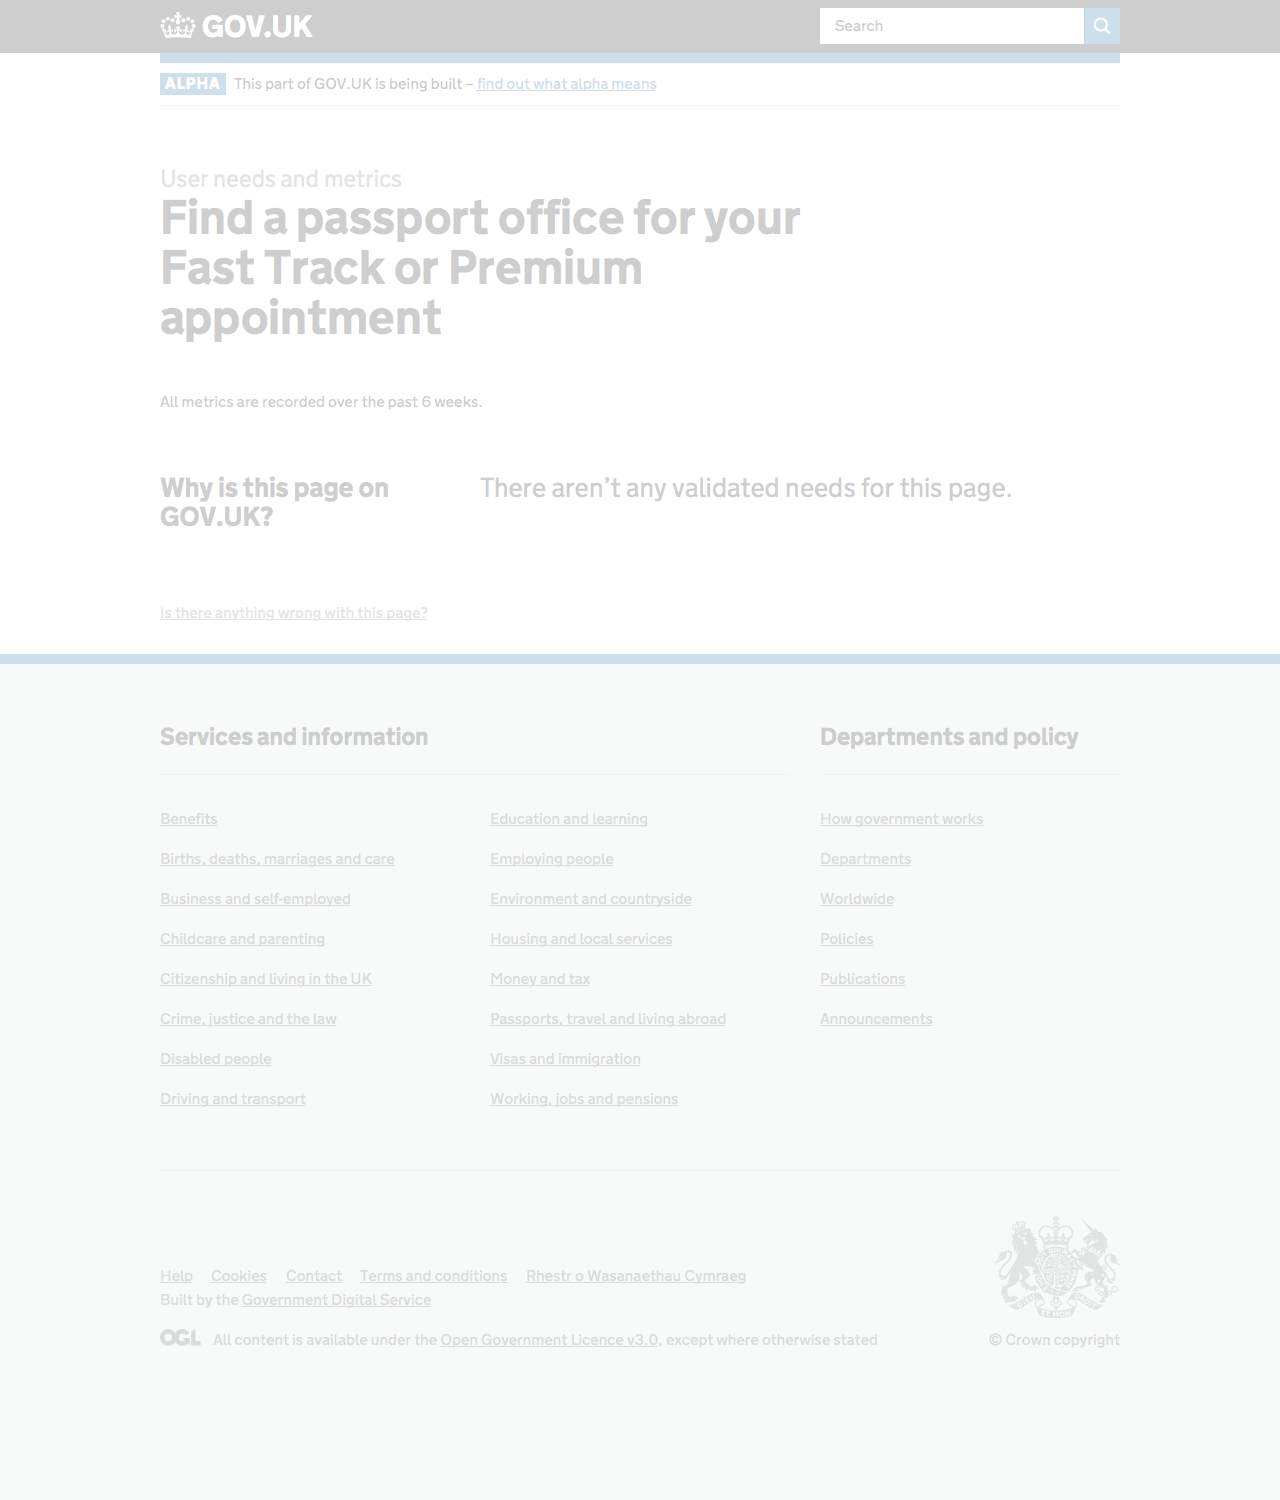 GOV.UK
Search
ALPHA This part of GOV.UK is being built – find out what alpha means
User needs and metrics
Find a passport office for your
Fast Track or Premium
appointment
All metrics are recorded over the past 6 weeks.
Why is this page on
GOV.UK?
There aren’t any validated needs for this page.
Is there anything wrong with this page?
Services and information
Benefits
Births, deaths, marriages and care
Business and self-employed
Childcare and parenting
Citizenship and living in the UK
Crime, justice and the law
Disabled people
Driving and transport
Education and learning
Employing people
Environment and countryside
Housing and local services
Money and tax
Passports, travel and living abroad
Visas and immigration
Working, jobs and pensions
Departments and policy
How government works
Departments
Worldwide
Policies
Publications
Announcements
Help Cookies Contact Terms and conditions Rhestr o Wasanaethau Cymraeg
Built by the Government Digital Service
OGL All content is available under the Open Government Licence v3.0, except where otherwise stated
© Crown copyright